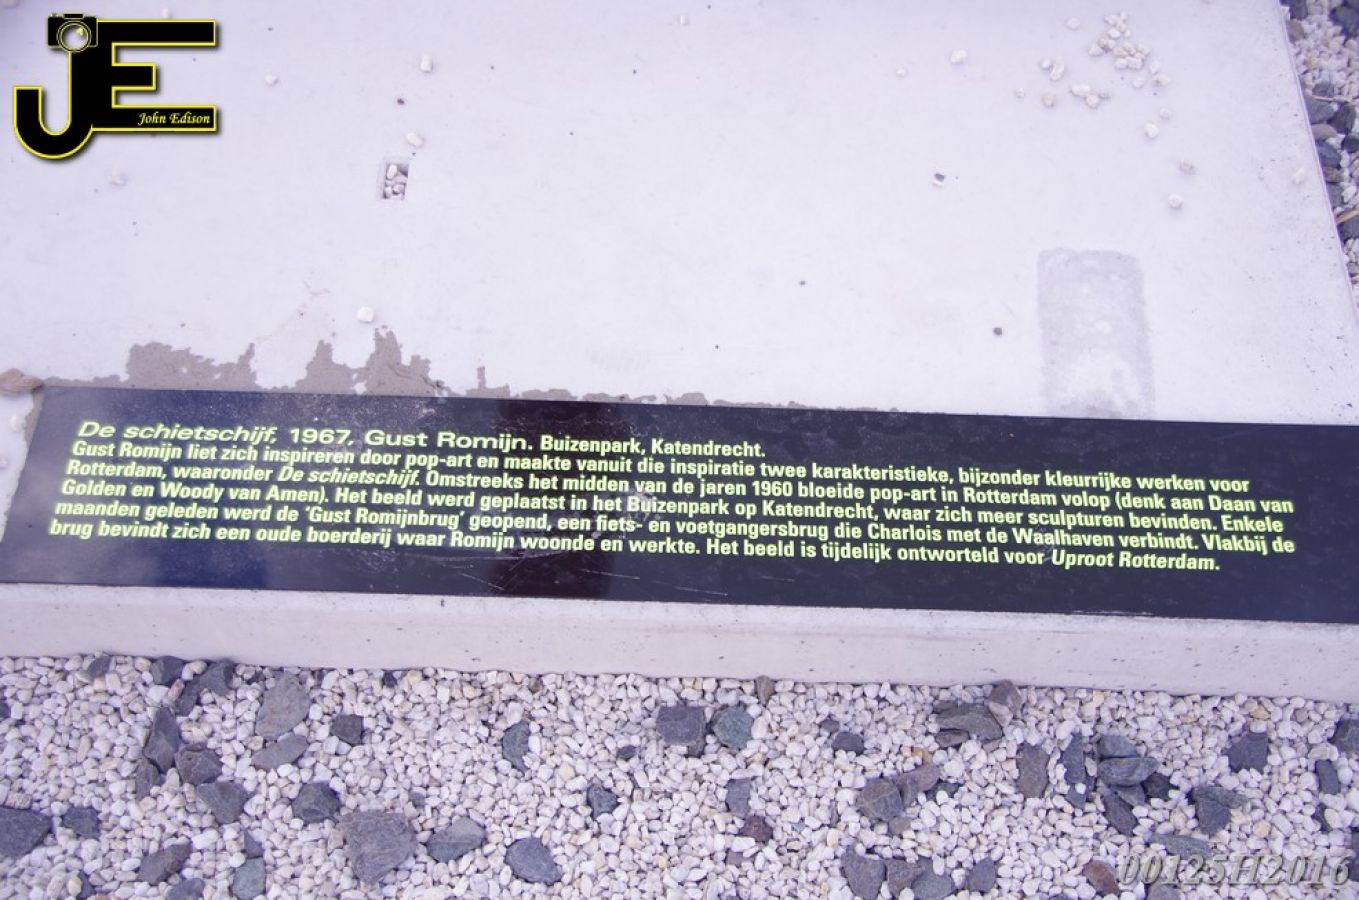 JE
John Edison
De schietschijf, 1967, Gust Romijn. Buizenpark, Katendrecht.
Gust Romijn liet zich inspireren door pop-art en maakte vanuit die inspiratie twee karakteristieke, bijzonder kleurrijke werken voor
Rotterdam, waaronder De schietschijf. Omstreeks het midden van de jaren 1960 bloeide pop-art in Rotterdam volop (denk aan Daan van
Golden en Woody van Amen). Het beeld werd geplaatst in het Buizenpark op Katendrecht, waar zich meer sculpturen bevinden. Enkele
maanden geleden werd de 'Gust Romijnbrug' geopend, een fiets- en voetgangersbrug die Charlois met de Waalhaven verbindt. Vlakbij de
brug bevindt zich een oude boerderij waar Romijn woonde en werkte. Het beeld is tijdelijk ontworteld voor Uproot Rotterdam.
00125H2016